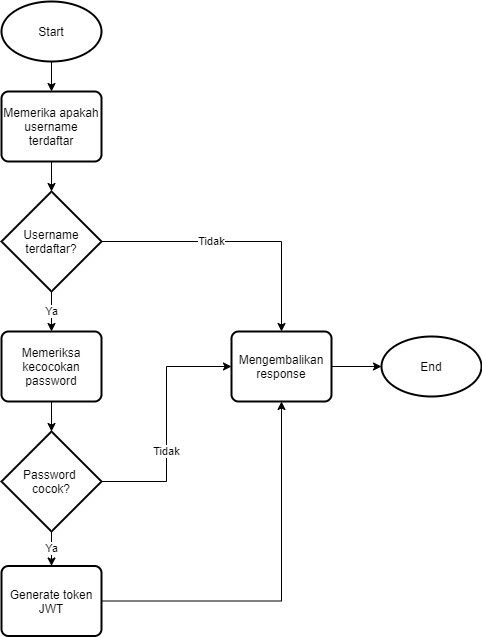 Start
Memerika apakah
username
terdaftar
Username
terdaftar?
Tidak
Ya
Memeriksa
kecocokan
password
Mengembalikan
response
End
Tidak
Password
cocok?
Ya
Generate token
JWT